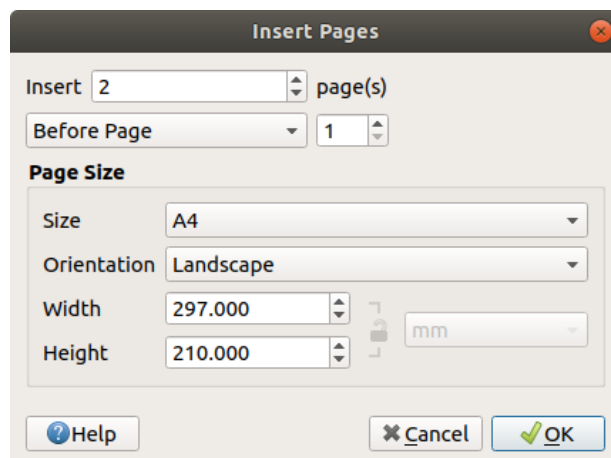 Insert Pages
Insert 2 page(s)
Before Page 1
Page Size
Size A4
Orientation Landscape
Width 297.000
mm
Height 210.000
Help Cancel OK